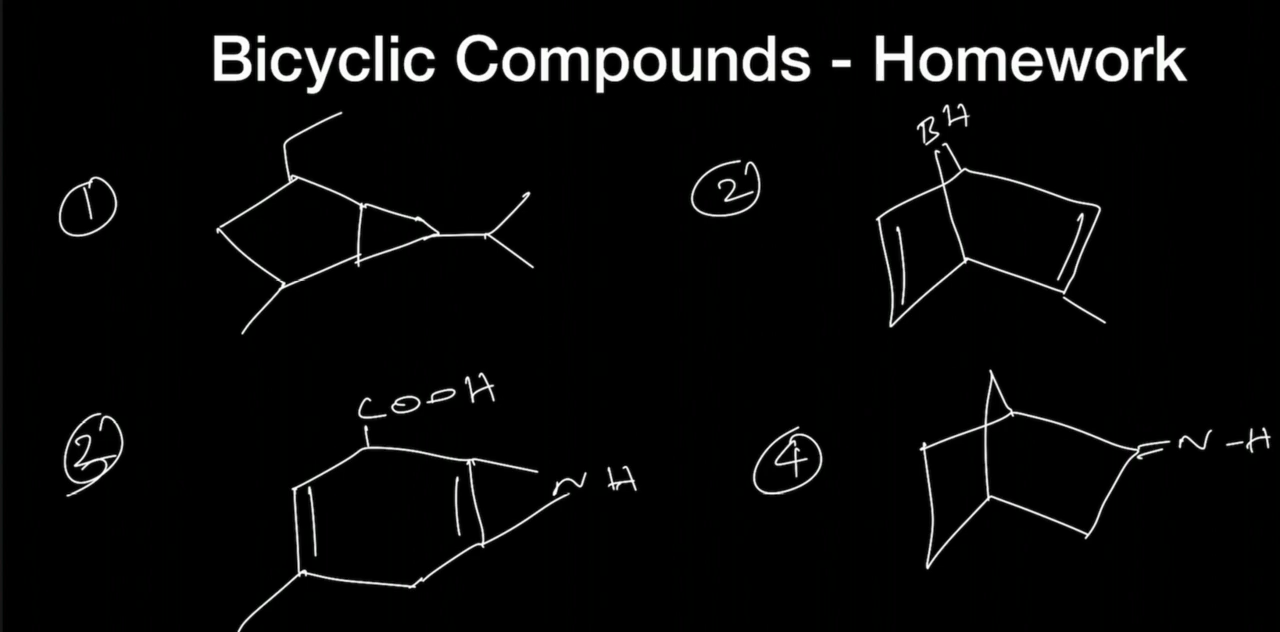 Bicyclic Compounds - Homework
① ② BH
COOH
③ NH
④ =N-H